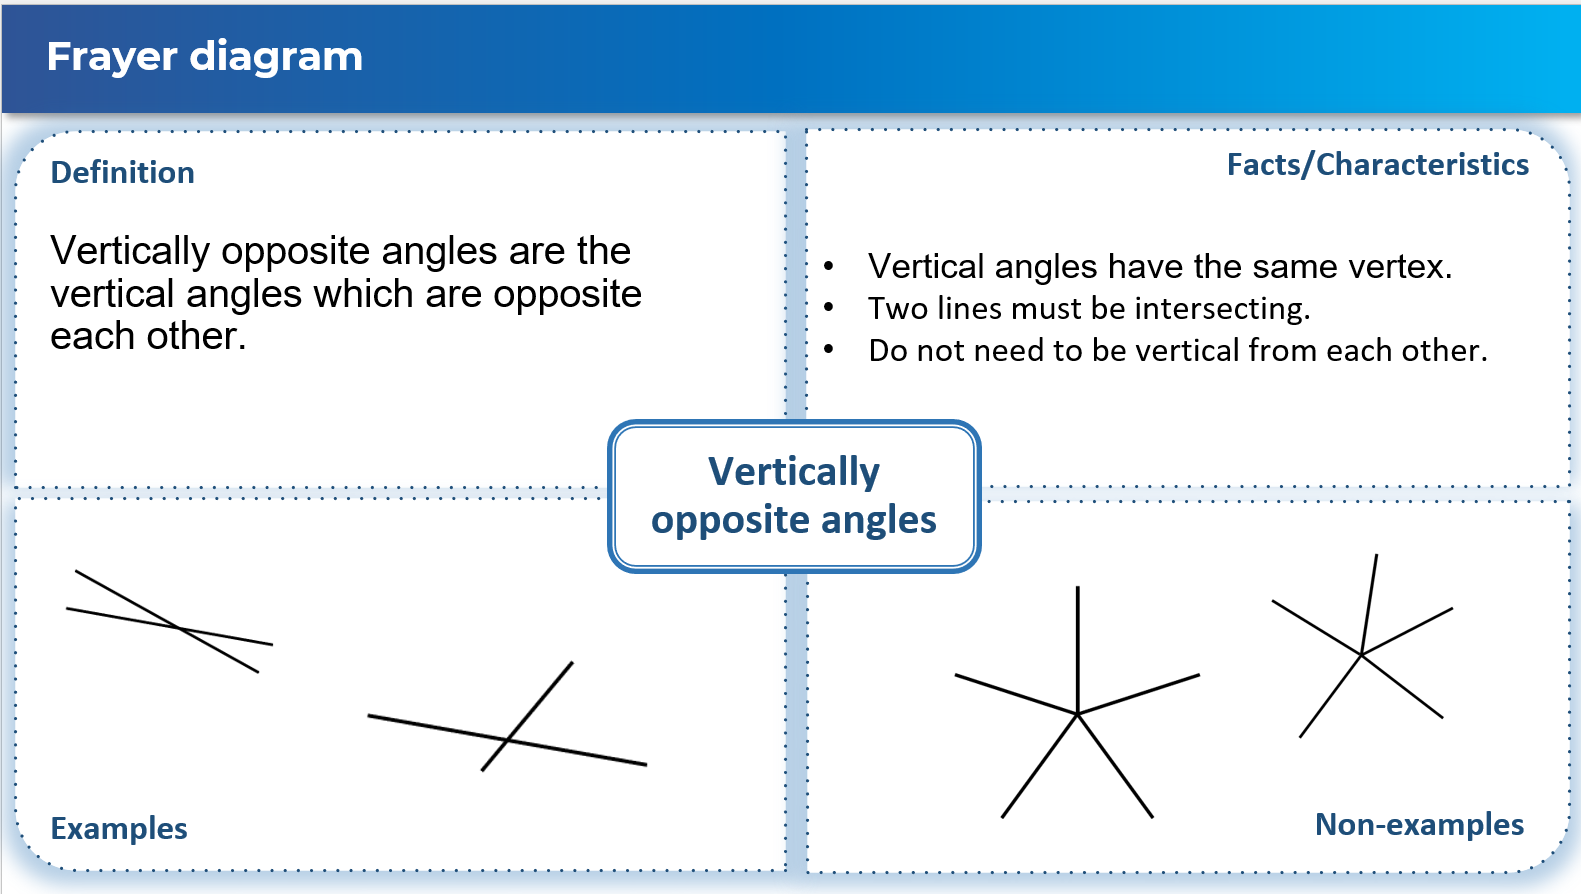 Frayer diagram
Definition
Vertically opposite angles are the
vertical angles which are opposite
each other.
Facts/Characteristics
• Vertical angles have the same vertex.
• Two lines must be intersecting.
• Do not need to be vertical from each other.
Vertically
opposite angles
Examples
Non-examples